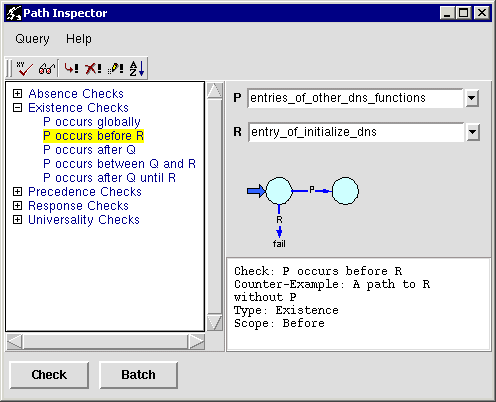 Path Inspector
Query Help
XY A Z
Absence Checks
Existence Checks
P occurs globally
P occurs before R
P occurs after Q
P occurs between Q and R
P occurs after Q until R
Precedence Checks
Response Checks
Universality Checks
P entries_of_other_dns_functions
R entry_of_initialize_dns
P
R
fail
Check: P occurs before R
Counter-Example: A path to R
without P
Type: Existence
Scope: Before
Check Batch